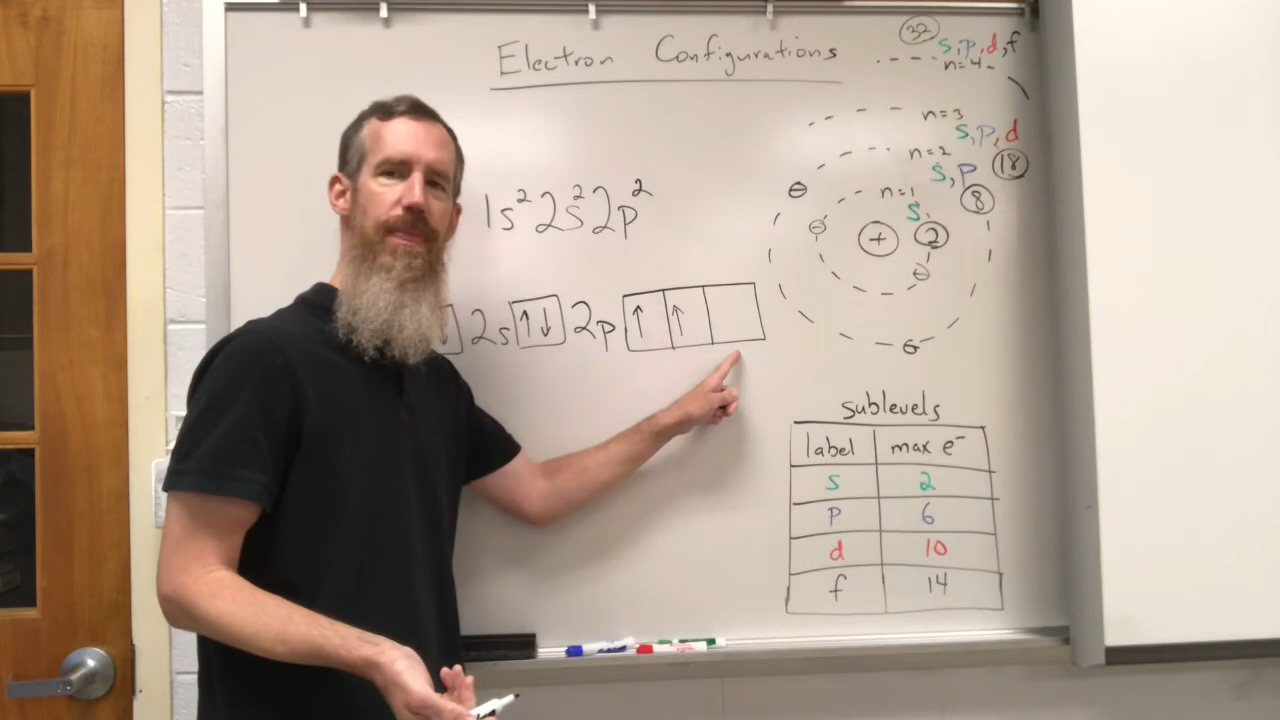 Electron Configurations
32
s, p, d, f
n=4
n=3
s, p, d
18
n=2
s, p
8
n=1
s
+ 2
1s² 2s² 2p²
↓ 2s ↑↓ 2p ↑ ↑
sublevels
label max e⁻
s 2
p 6
d 10
f 14